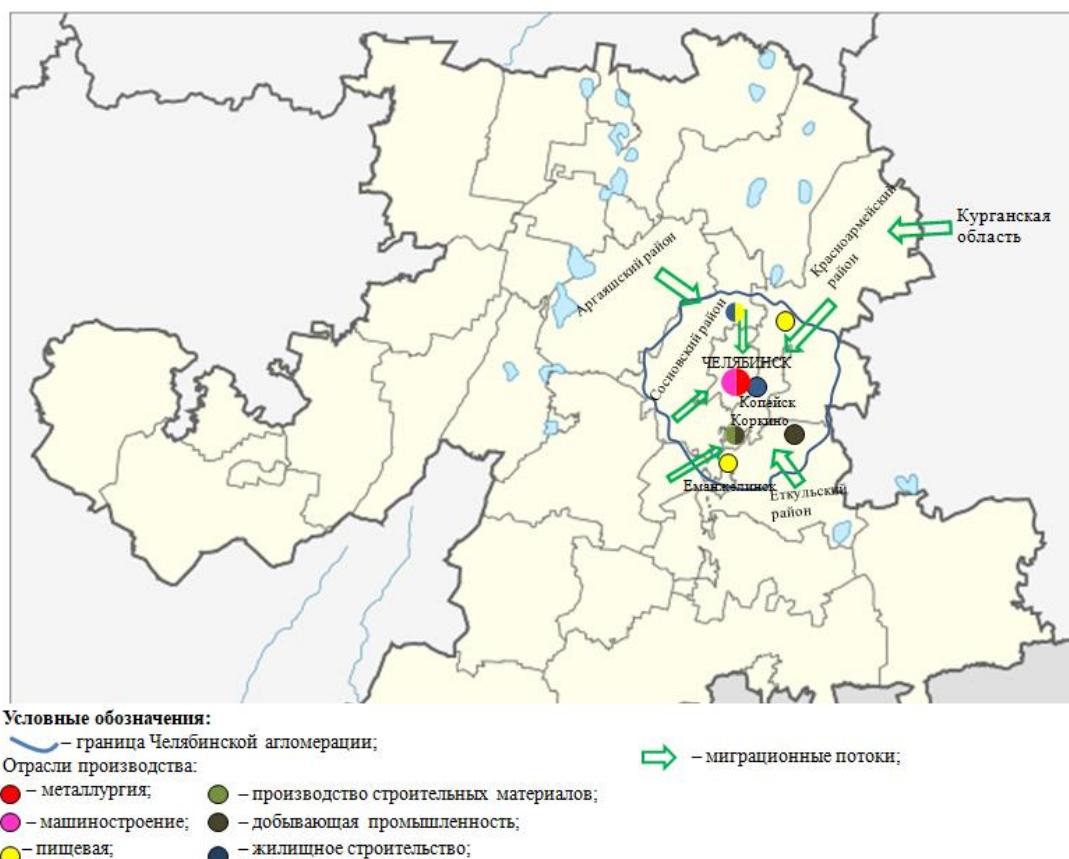 Курганская
область
Красноармейский
район
Аргаяшский район
Сосновский район
ЧЕЛЯБИНСК
Копейск
Коркино
Еманжелинск
Еткульский
район
Условные обозначения:
– граница Челябинской агломерации;
– миграционные потоки;
Отрасли производства:
– металлургия;
– производство строительных материалов;
– машиностроение;
– добывающая промышленность;
– пищевая;
– жилищное строительство;